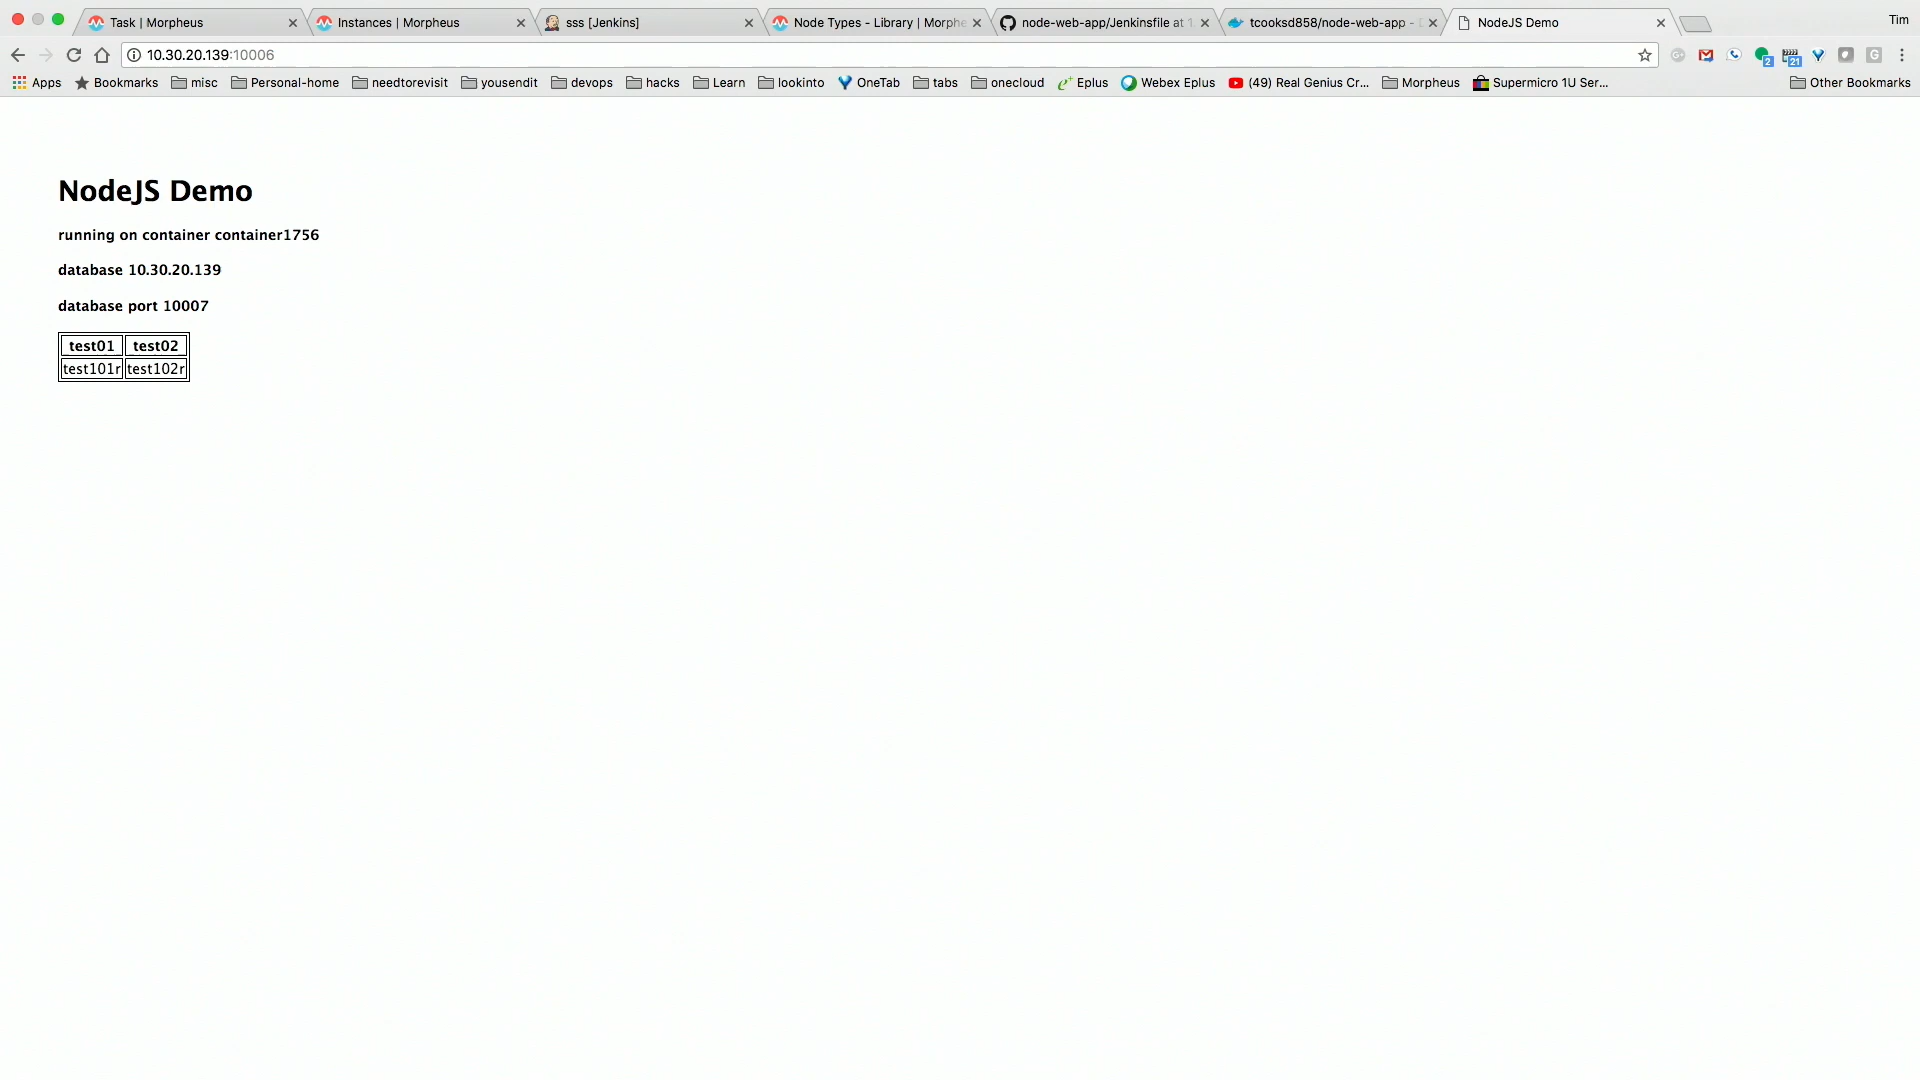 Task | Morpheus
Instances | Morpheus
sss [Jenkins]
Node Types - Library | Morphe
node-web-app/Jenkinsfile at 1
tcooksd858/node-web-app -
NodeJS Demo
Tim
10.30.20.139:10006
2
21
G
Apps
Bookmarks
misc
Personal-home
needtorevisit
yousendit
devops
hacks
Learn
lookinto
OneTab
tabs
onecloud
Eplus
Webex Eplus
(49) Real Genius Cr...
Morpheus
Supermicro 1U Ser...
Other Bookmarks
NodeJS Demo
running on container container1756
database 10.30.20.139
database port 10007
test01 test02
test101r test102r